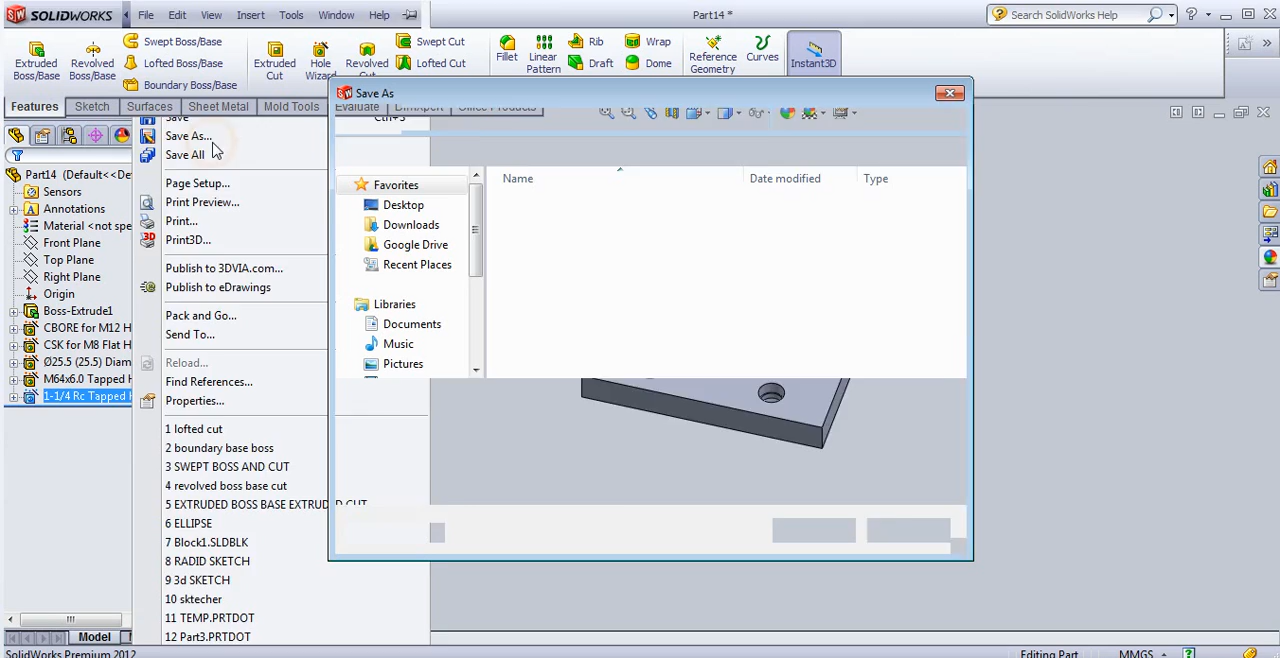 SOLIDWORKS File Edit View Insert Tools Window Help Part14 * Search SolidWorks Help
Extruded Boss/Base
Revolved Boss/Base
Swept Boss/Base
Lofted Boss/Base
Boundary Boss/Base
Extruded Cut
Hole Wizard
Revolved
Swept Cut
Lofted Cut
Fillet
Linear Pattern
Rib
Draft
Wrap
Dome
Reference Geometry
Curves
Instant3D
Features Sketch Surfaces Sheet Metal Mold Tools Evaluate DimXpert Office Products
Part14 (Default<<De
Sensors
Annotations
Material <not spe
Front Plane
Top Plane
Right Plane
Origin
Boss-Extrude1
CBORE for M12 H
CSK for M8 Flat H
Ø25.5 (25.5) Diam
M64x6.0 Tapped H
1-1/4 Rc Tapped H
Save Ctrl+S
Save As...
Save All
Page Setup...
Print Preview...
Print...
Print3D...
Publish to 3DVIA.com...
Publish to eDrawings
Pack and Go...
Send To...
Reload...
Find References...
Properties...
1 lofted cut
2 boundary base boss
3 SWEPT BOSS AND CUT
4 revolved boss base cut
5 EXTRUDED BOSS BASE EXTRUDED CUT
6 ELLIPSE
7 Block1.SLDBLK
8 RADID SKETCH
9 3d SKETCH
10 sktecher
11 TEMP.PRTDOT
12 Part3.PRTDOT
Save As
Favorites
Desktop
Downloads
Google Drive
Recent Places
Libraries
Documents
Music
Pictures
Name Date modified Type
Model
SolidWorks Premium 2012 Editing Part MMGS